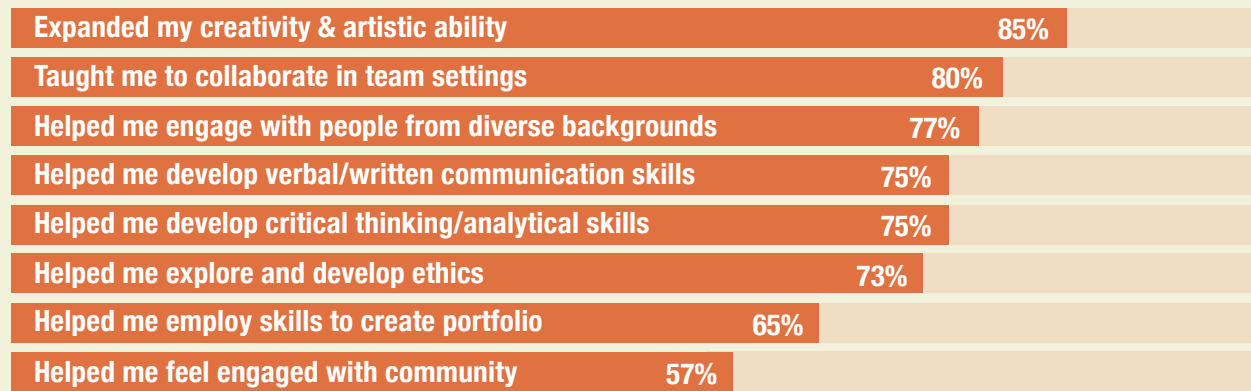 Expanded my creativity & artistic ability 85%
Taught me to collaborate in team settings 80%
Helped me engage with people from diverse backgrounds 77%
Helped me develop verbal/written communication skills 75%
Helped me develop critical thinking/analytical skills 75%
Helped me explore and develop ethics 73%
Helped me employ skills to create portfolio 65%
Helped me feel engaged with community 57%